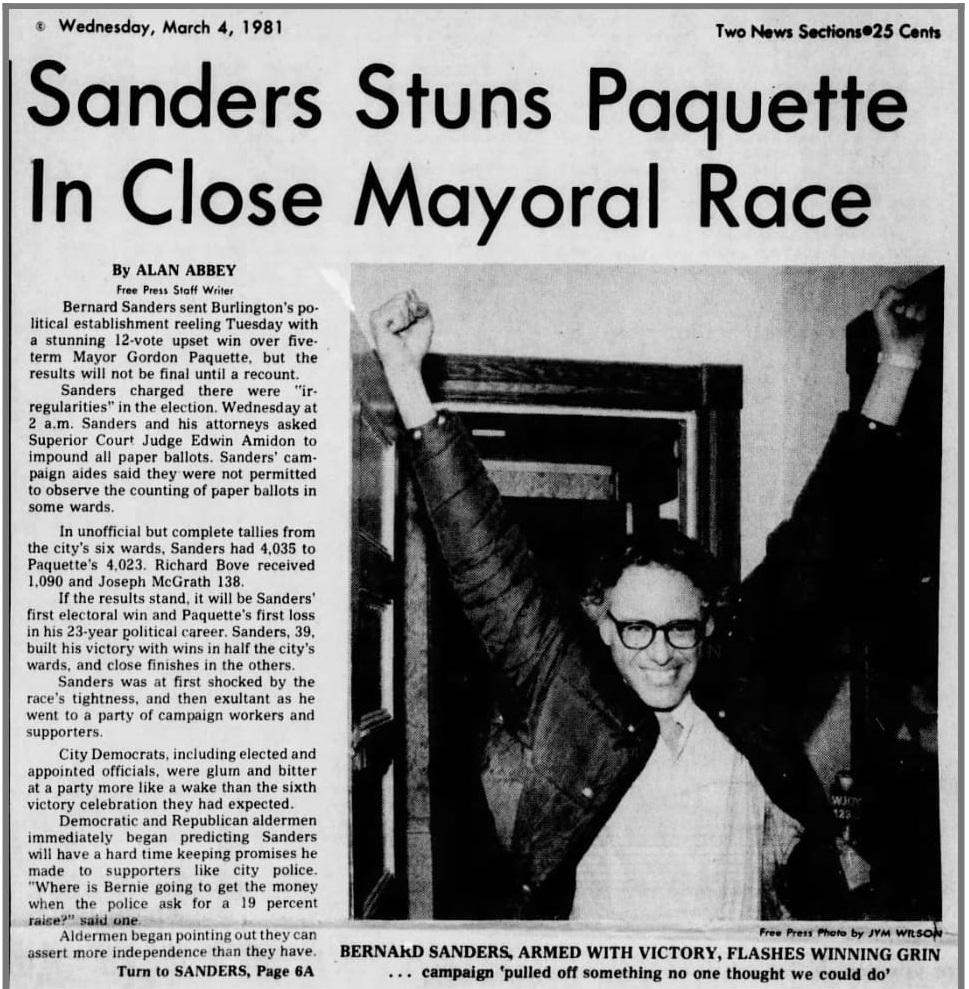 © Wednesday, March 4, 1981
Two News Sections●25 Cents
Sanders Stuns Paquette
In Close Mayoral Race
By ALAN ABBEY
Free Press Staff Writer
Bernard Sanders sent Burlington's po-
litical establishment reeling Tuesday with
a stunning 12-vote upset win over five-
term Mayor Gordon Paquette, but the
results will not be final until a recount.
Sanders charged there were "ir-
regularities" in the election. Wednesday at
2 a.m. Sanders and his attorneys asked
Superior Court Judge Edwin Amidon to
impound all paper ballots. Sanders' cam-
paign aides said they were not permitted
to observe the counting of paper ballots in
some wards.
In unofficial but complete tallies from
the city's six wards, Sanders had 4,035 to
Paquette's 4,023. Richard Bove received
1,090 and Joseph McGrath 138.
If the results stand, it will be Sanders'
first electoral win and Paquette's first loss
in his 23-year political career. Sanders, 39,
built his victory with wins in half the city's
wards, and close finishes in the others.
Sanders was at first shocked by the
race's tightness, and then exultant as he
went to a party of campaign workers and
supporters.
City Democrats, including elected and
appointed officials, were glum and bitter
at a party more like a wake than the sixth
victory celebration they had expected.
Democratic and Republican aldermen
immediately began predicting Sanders
will have a hard time keeping promises he
made to supporters like city police.
"Where is Bernie going to get the money
when the police ask for a 19 percent
raise?" said one.
Aldermen began pointing out they can
assert more independence than they have.
Turn to SANDERS, Page 6A
WJOY
123
Free Press Photo by JYM WILSON
BERNARD SANDERS, ARMED WITH VICTORY, FLASHES WINNING GRIN
... campaign 'pulled off something no one thought we could do'